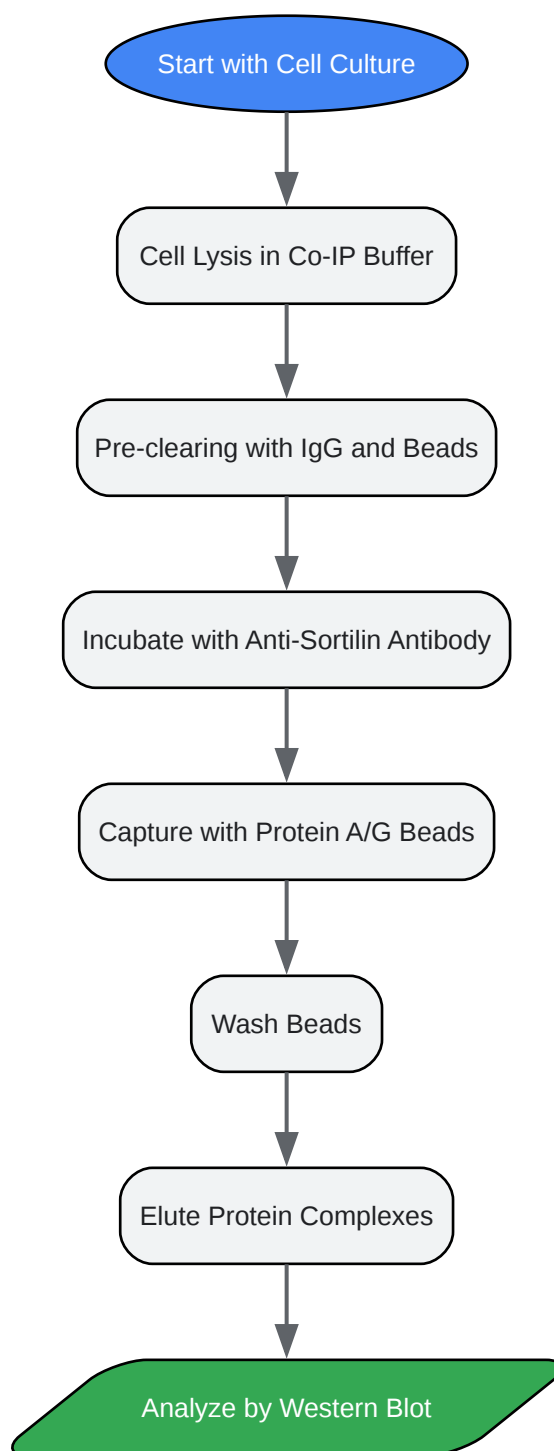 Start with Cell Culture
Cell Lysis in Co-IP Buffer
Pre-clearing with IgG and Beads
Incubate with Anti-Sortilin Antibody
Capture with Protein A/G Beads
Wash Beads
Elute Protein Complexes
Analyze by Western Blot